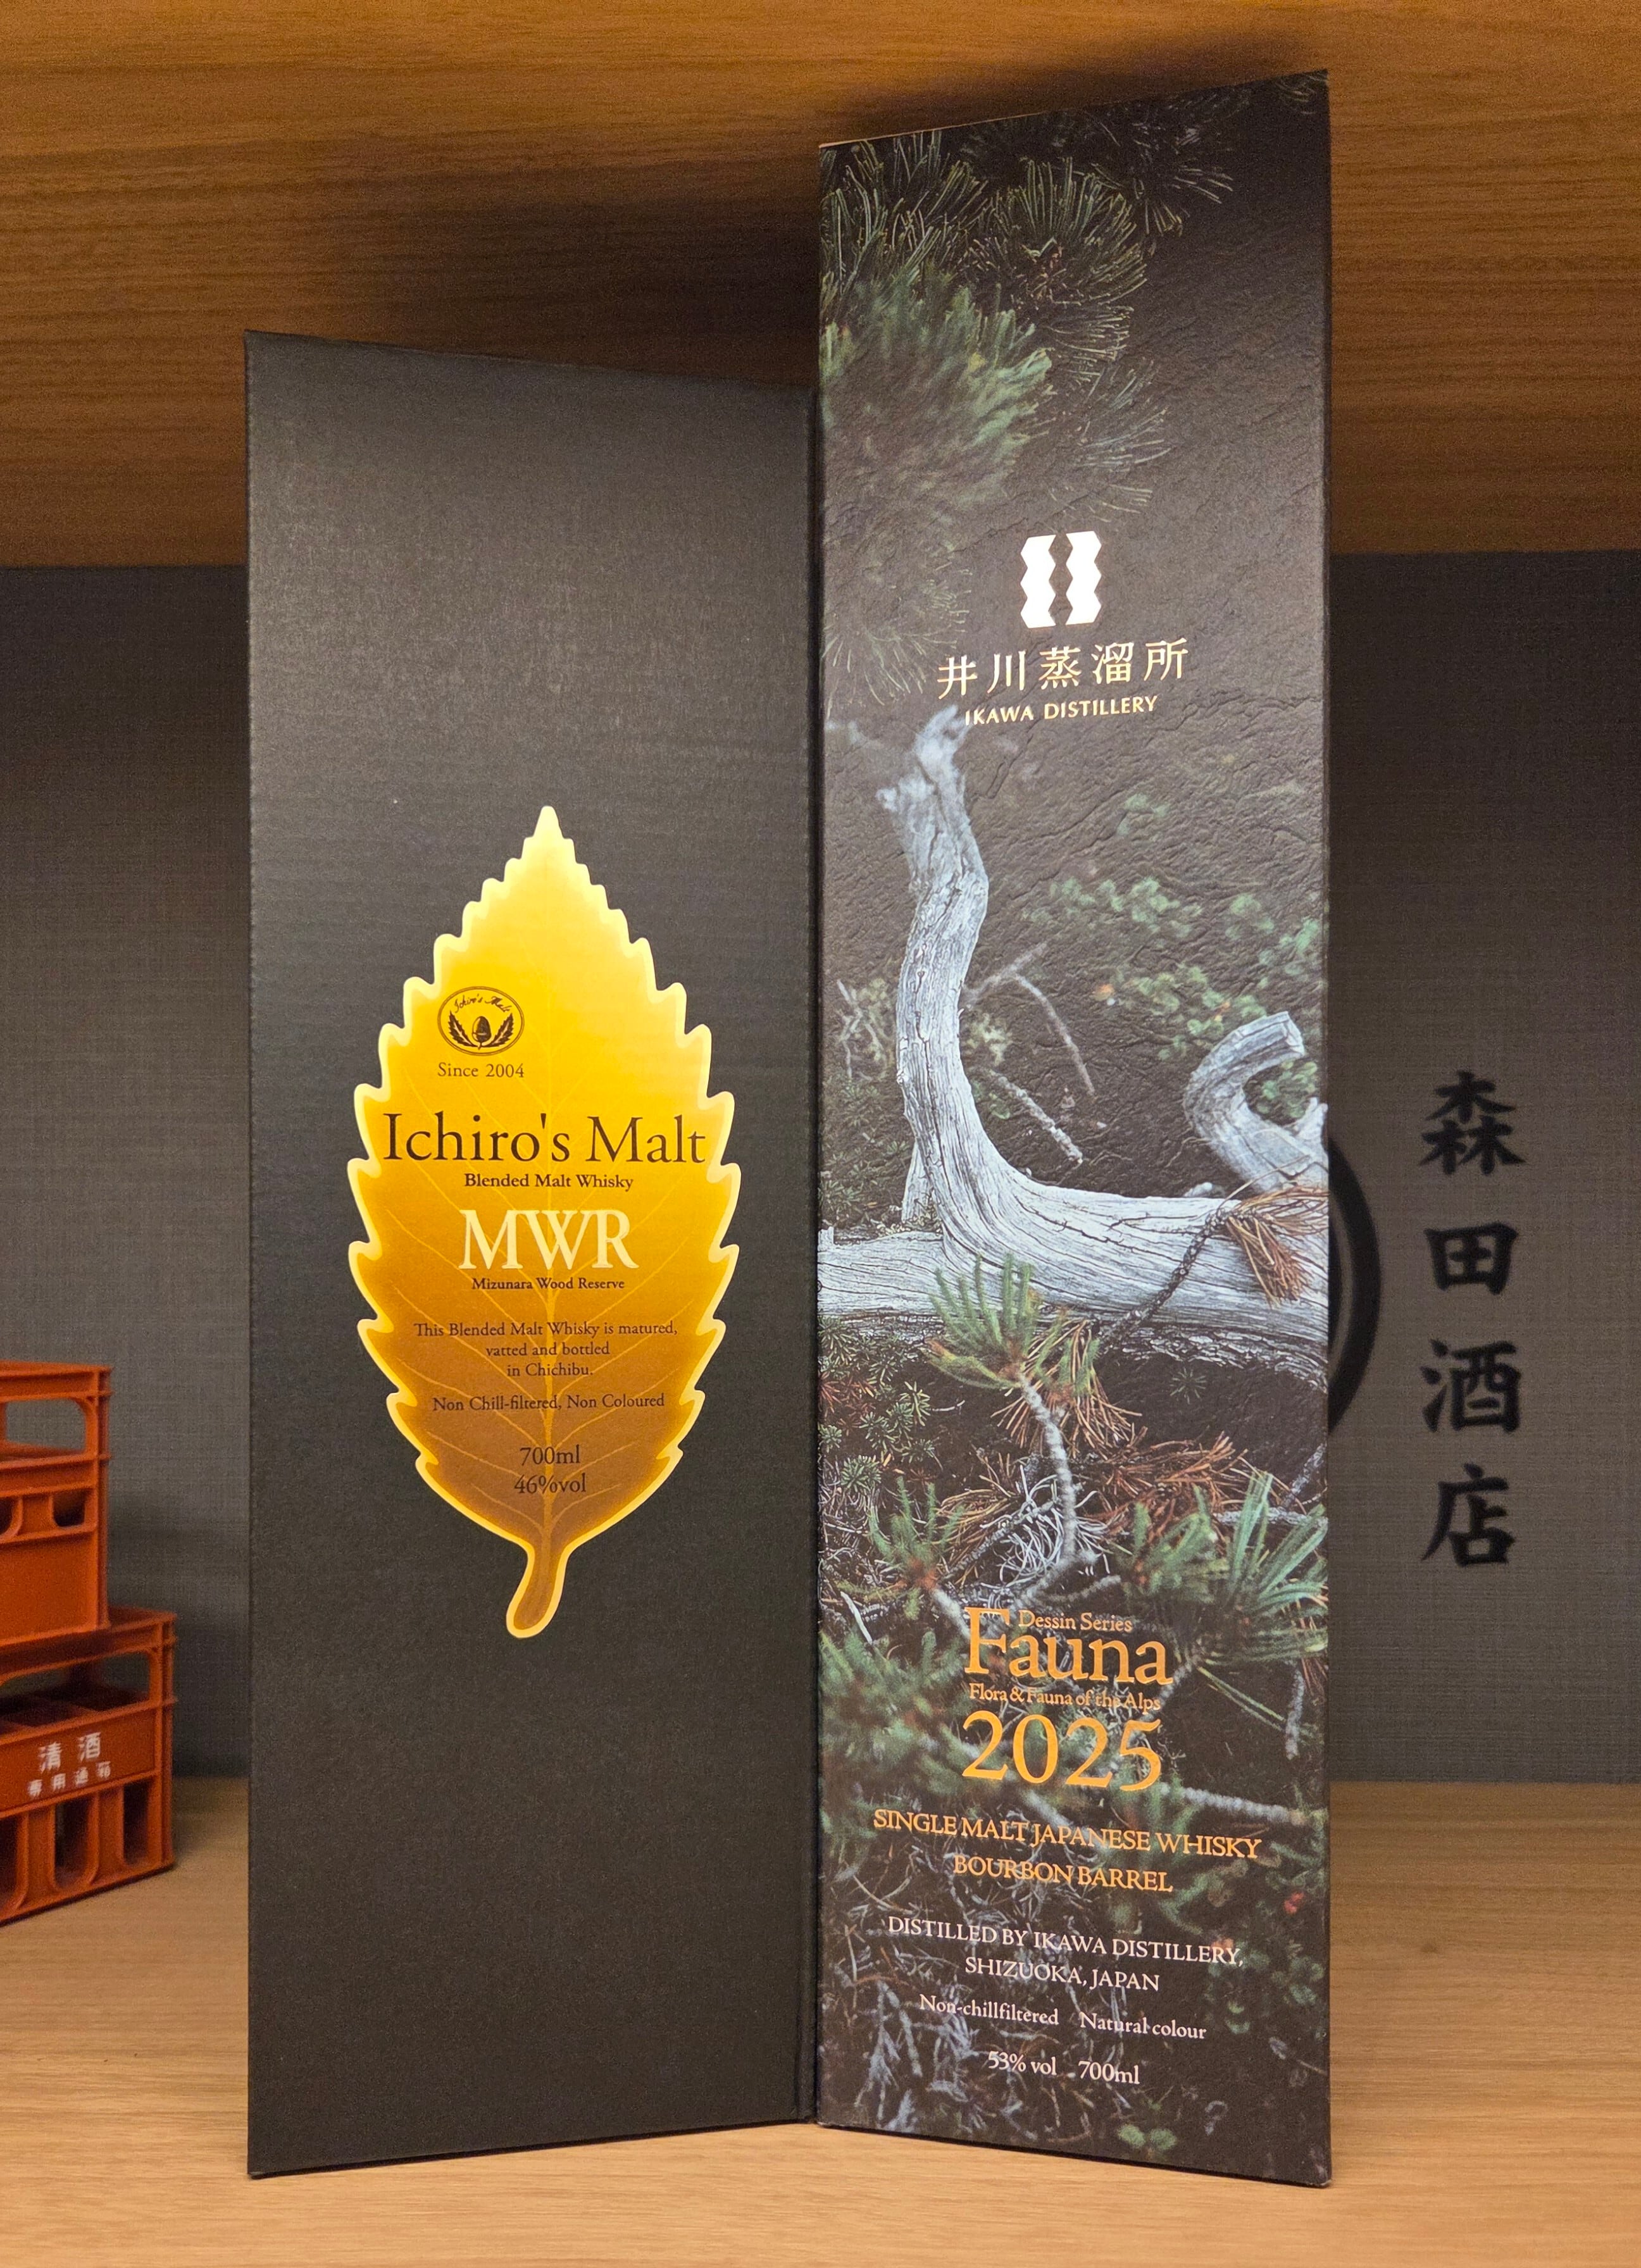 Ichiro's Malt
Since 2004
Ichiro's Malt
Blended Malt Whisky
MWR
Mizunara Wood Reserve
This Blended Malt Whisky is matured,
vatted and bottled
in Chichibu.
Non Chill-filtered, Non Coloured
700ml
46%vol
井川蒸溜所
IKAWA DISTILLERY
Dessin Series
Fauna
Flora & Fauna of the Alps
2025
SINGLE MALT JAPANESE WHISKY
BOURBON BARREL
DISTILLED BY IKAWA DISTILLERY,
SHIZUOKA, JAPAN
Non-chillfiltered Natural colour
53% vol 700ml
森田酒店
清酒
専用通箱